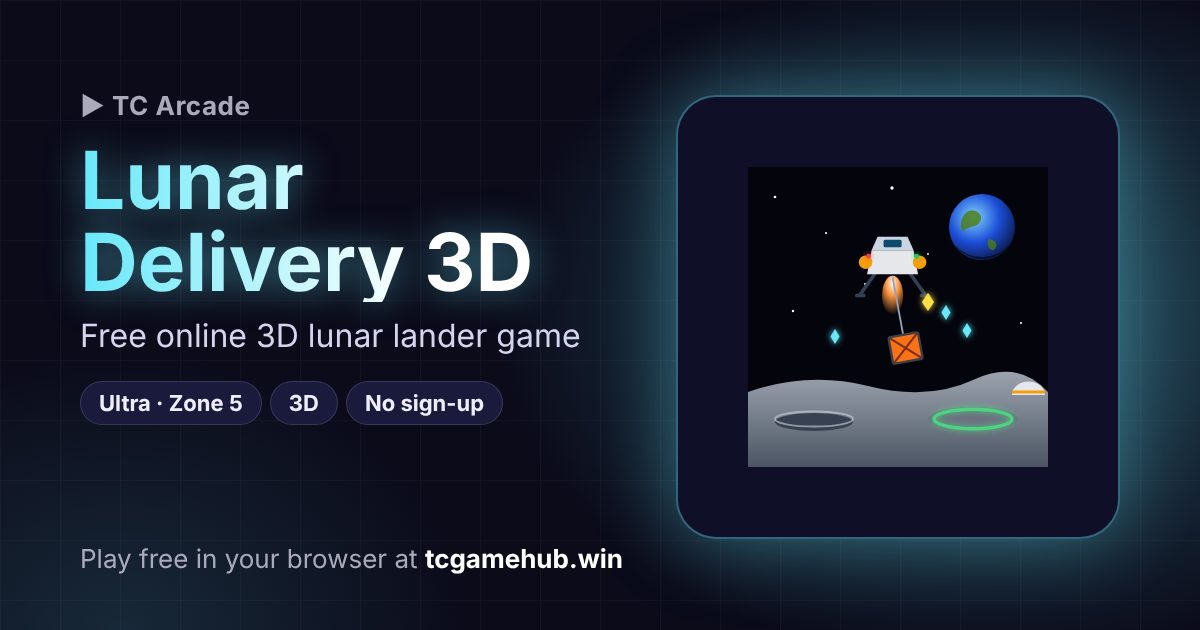 ▶ TC Arcade
Lunar
Delivery 3D
Free online 3D lunar lander game
Ultra · Zone 5 3D No sign-up
Play free in your browser at tcgamehub.win